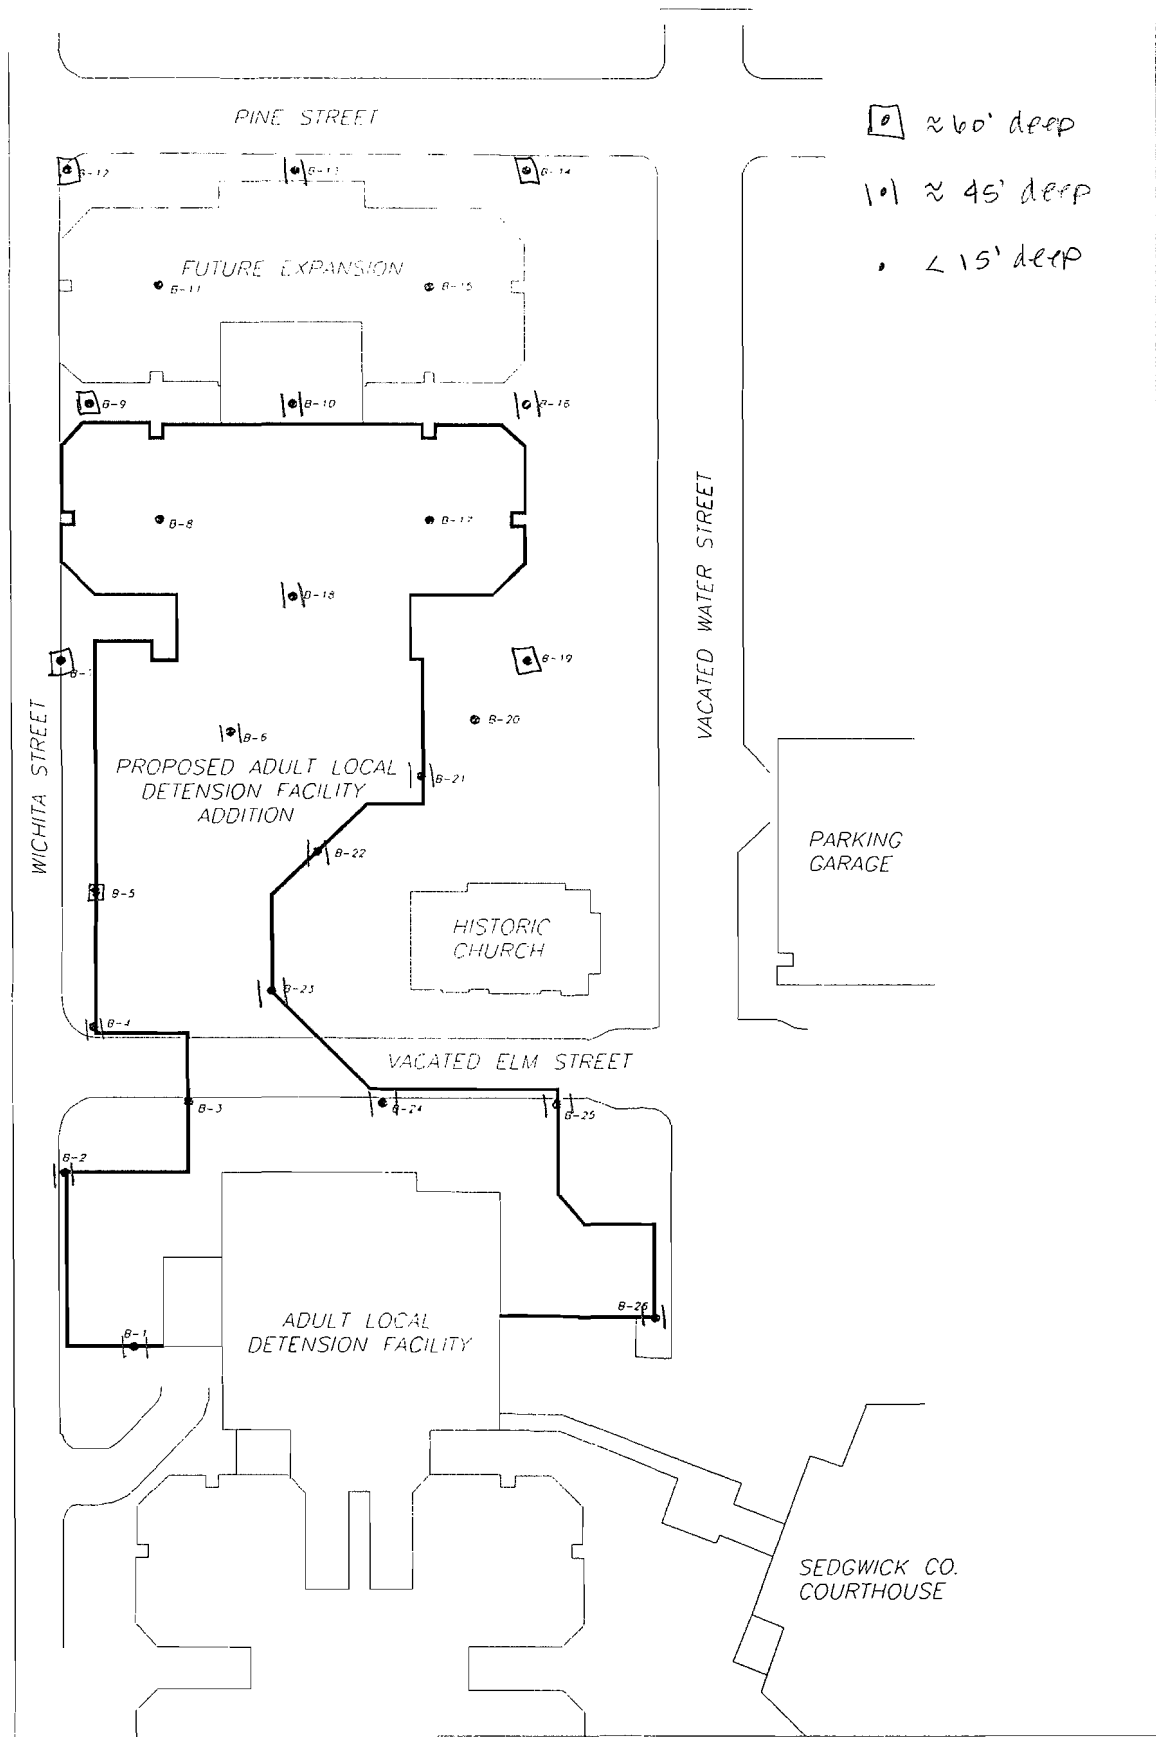 PINE STREET
≈60' deep
≈ 45' deep
< 15' deep
B-12
B-13
B-14
FUTURE EXPANSION
B-11
B-15
B-9
B-10
B-16
B-8
B-17
B-18
B-19
B-20
B-6
B-21
PROPOSED ADULT LOCAL
DETENSION FACILITY
ADDITION
WICHITA STREET
VACATED WATER STREET
B-22
B-5
PARKING
GARAGE
HISTORIC
CHURCH
B-23
B-4
VACATED ELM STREET
B-3
B-24
B-25
B-2
B-26
B-1
ADULT LOCAL
DETENSION FACILITY
SEDGWICK CO.
COURTHOUSE